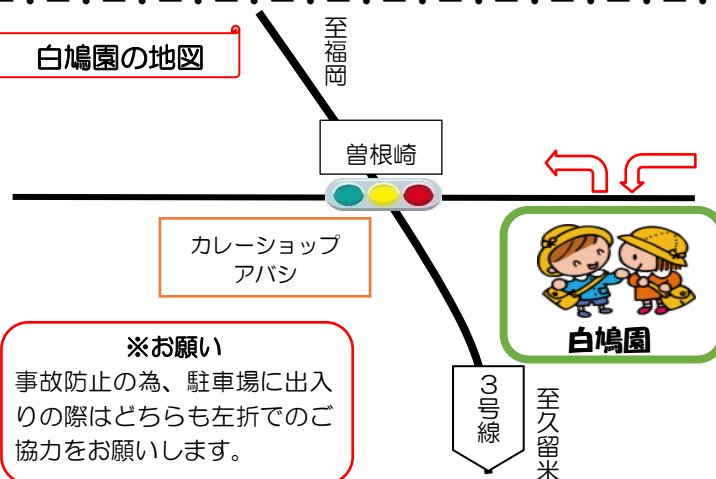 白鳩園の地図
至福岡
曽根崎
カレーショップ
アバシ
白鳩園
※お願い
事故防止の為、駐車場に出入
りの際はどちらも左折でのご
協力をお願いします。
3号線
至久留米